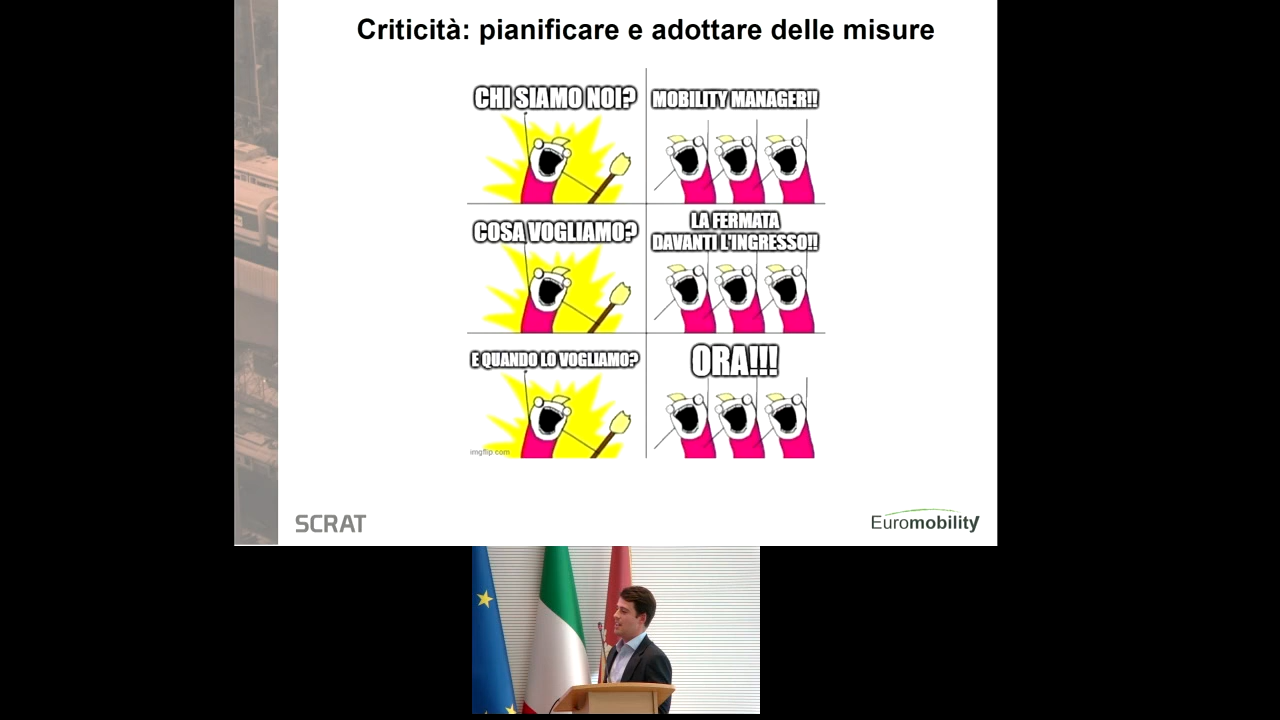 Criticità: pianificare e adottare delle misure
CHI SIAMO NOI?
MOBILITY MANAGER!!
COSA VOGLIAMO?
LA FERMATA
DAVANTI L'INGRESSO!!
E QUANDO LO VOGLIAMO?
ORA!!!
imgflip.com
SCRAT
Euromobility